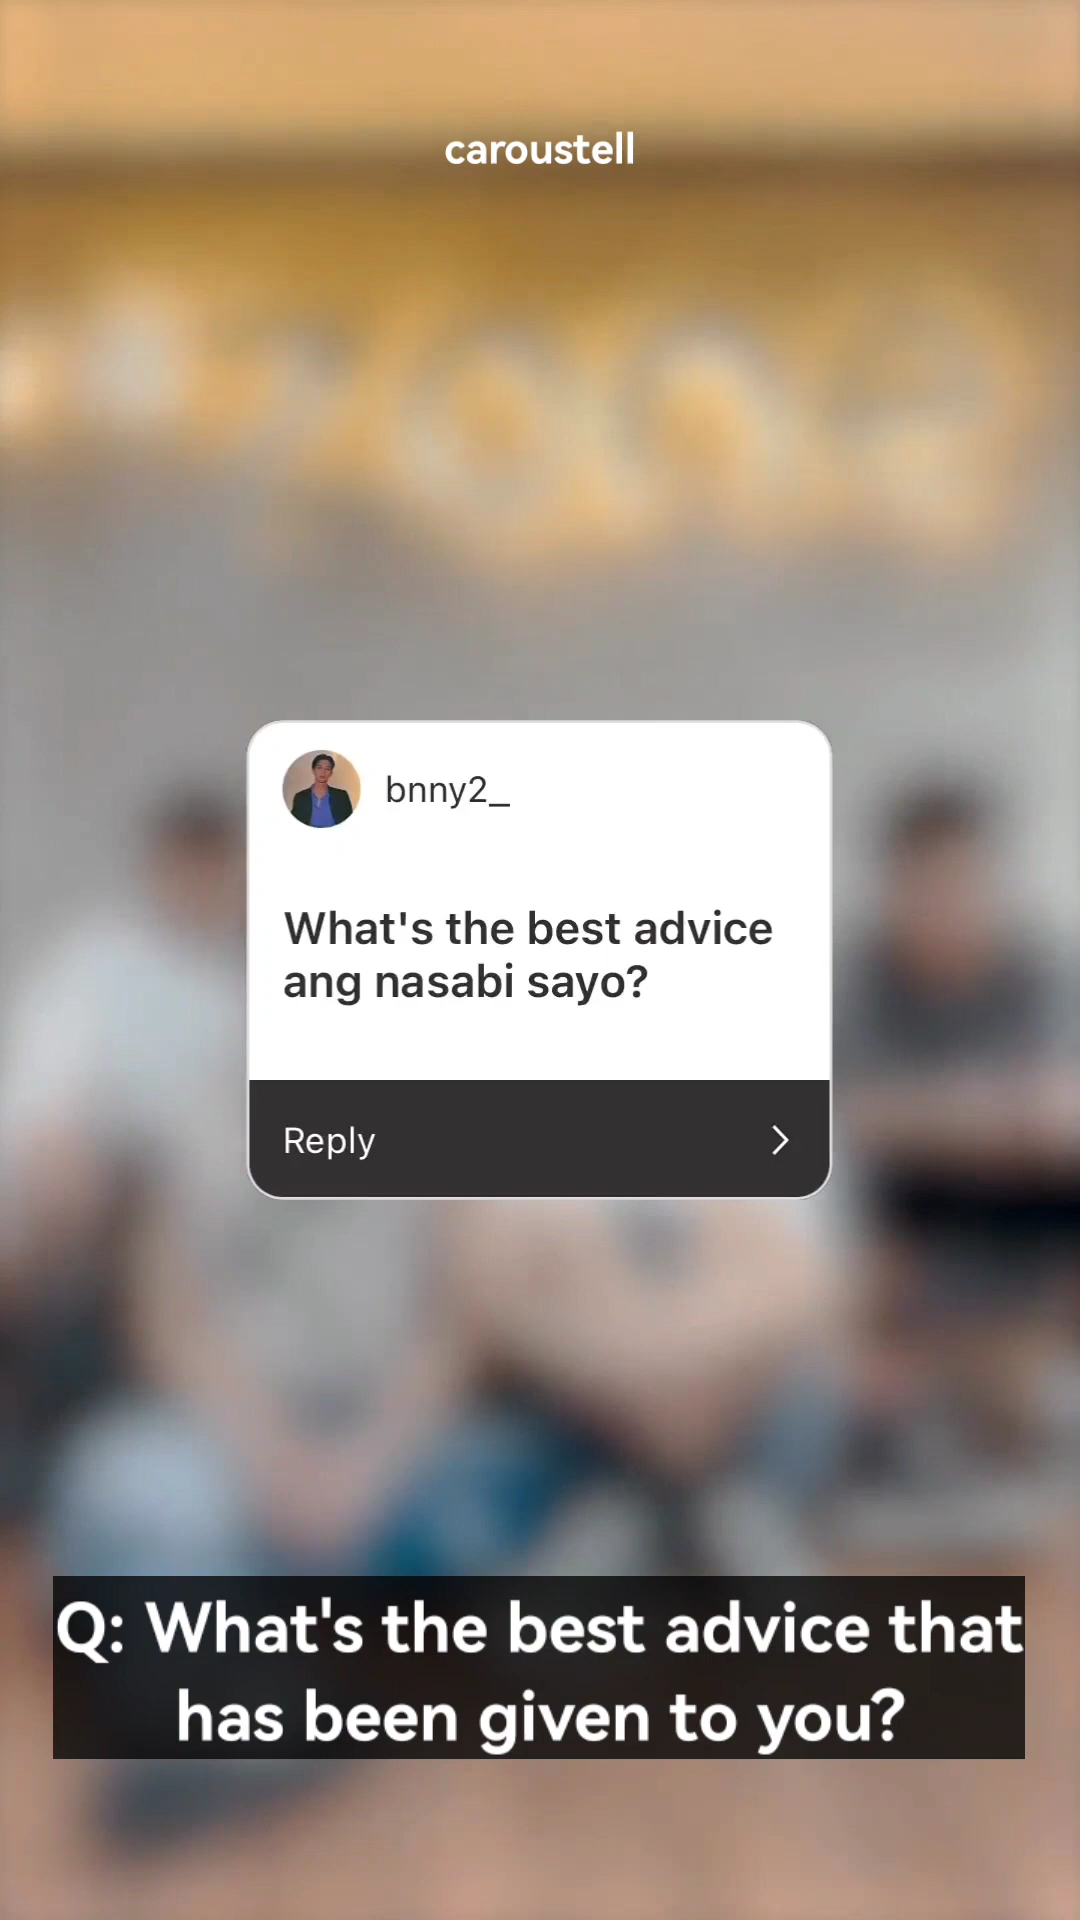 caroustell
bnny2_
What's the best advice
ang nasabi sayo?
Reply
Q: What's the best advice that
has been given to you?